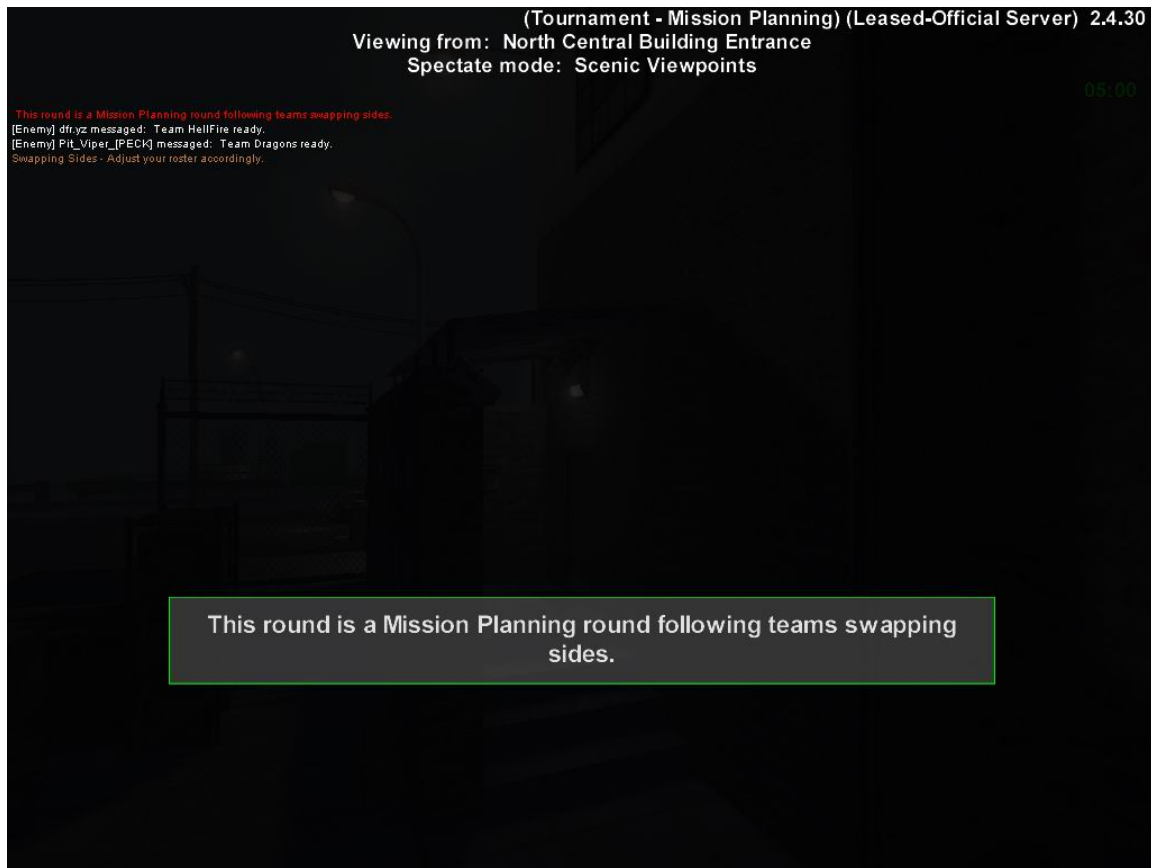 (Tournament - Mission Planning) (Leased-Official Server) 2.4.30
Viewing from: North Central Building Entrance
Spectate mode: Scenic Viewpoints
05:00
This round is a Mission Planning round following teams swapping sides.
[Enemy] dfr.yz messaged: Team HellFire ready.
[Enemy] Pit_Viper_[PECK] messaged: Team Dragons ready.
Swapping Sides - Adjust your roster accordingly.
This round is a Mission Planning round following teams swapping
sides.